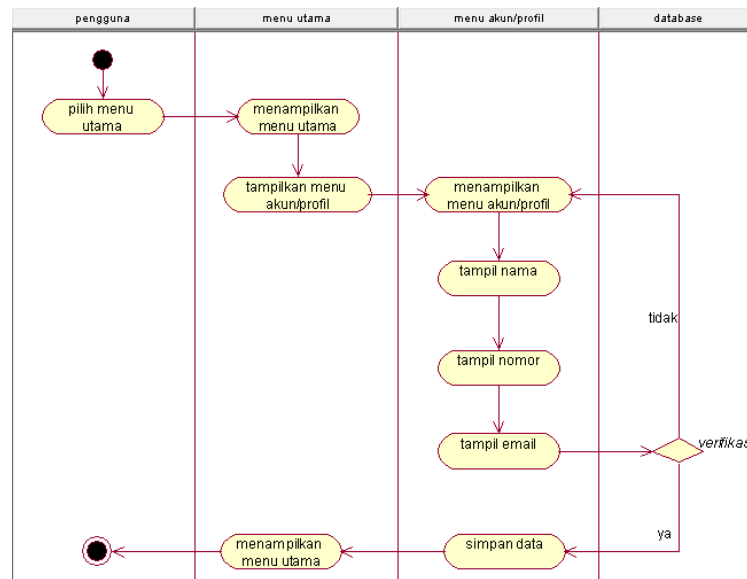 pengguna
menu utama
menu akun/profil
database
pilih menu
utama
menampilkan
menu utama
tampilkan menu
akun/profil
menampilkan
menu akun/profil
tampil nama
tidak
tampil nomor
tampil email
verifikas
ya
menampilkan
menu utama
simpan data